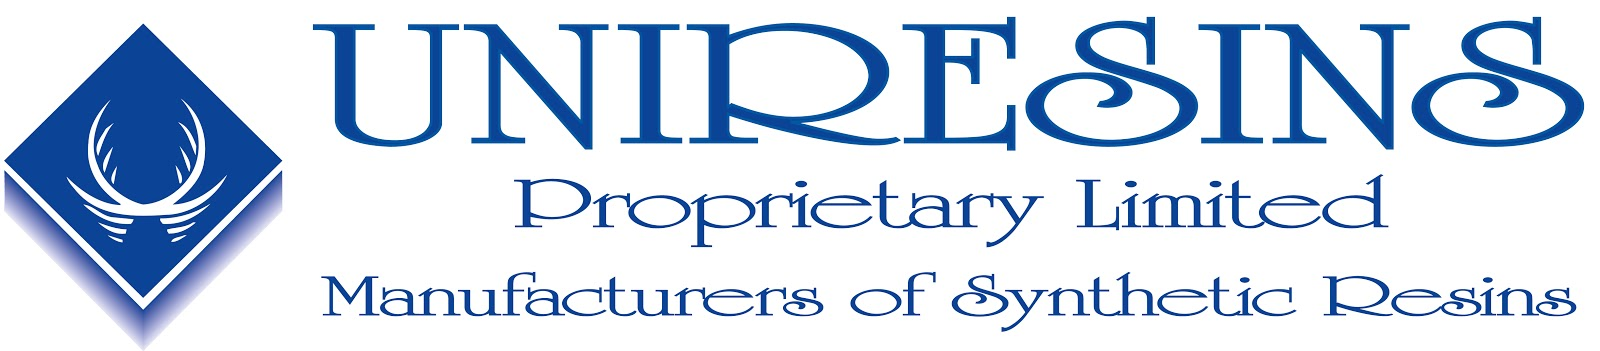 UNIRESINS
Proprietary Limited
Manufacturers of Synthetic Resins